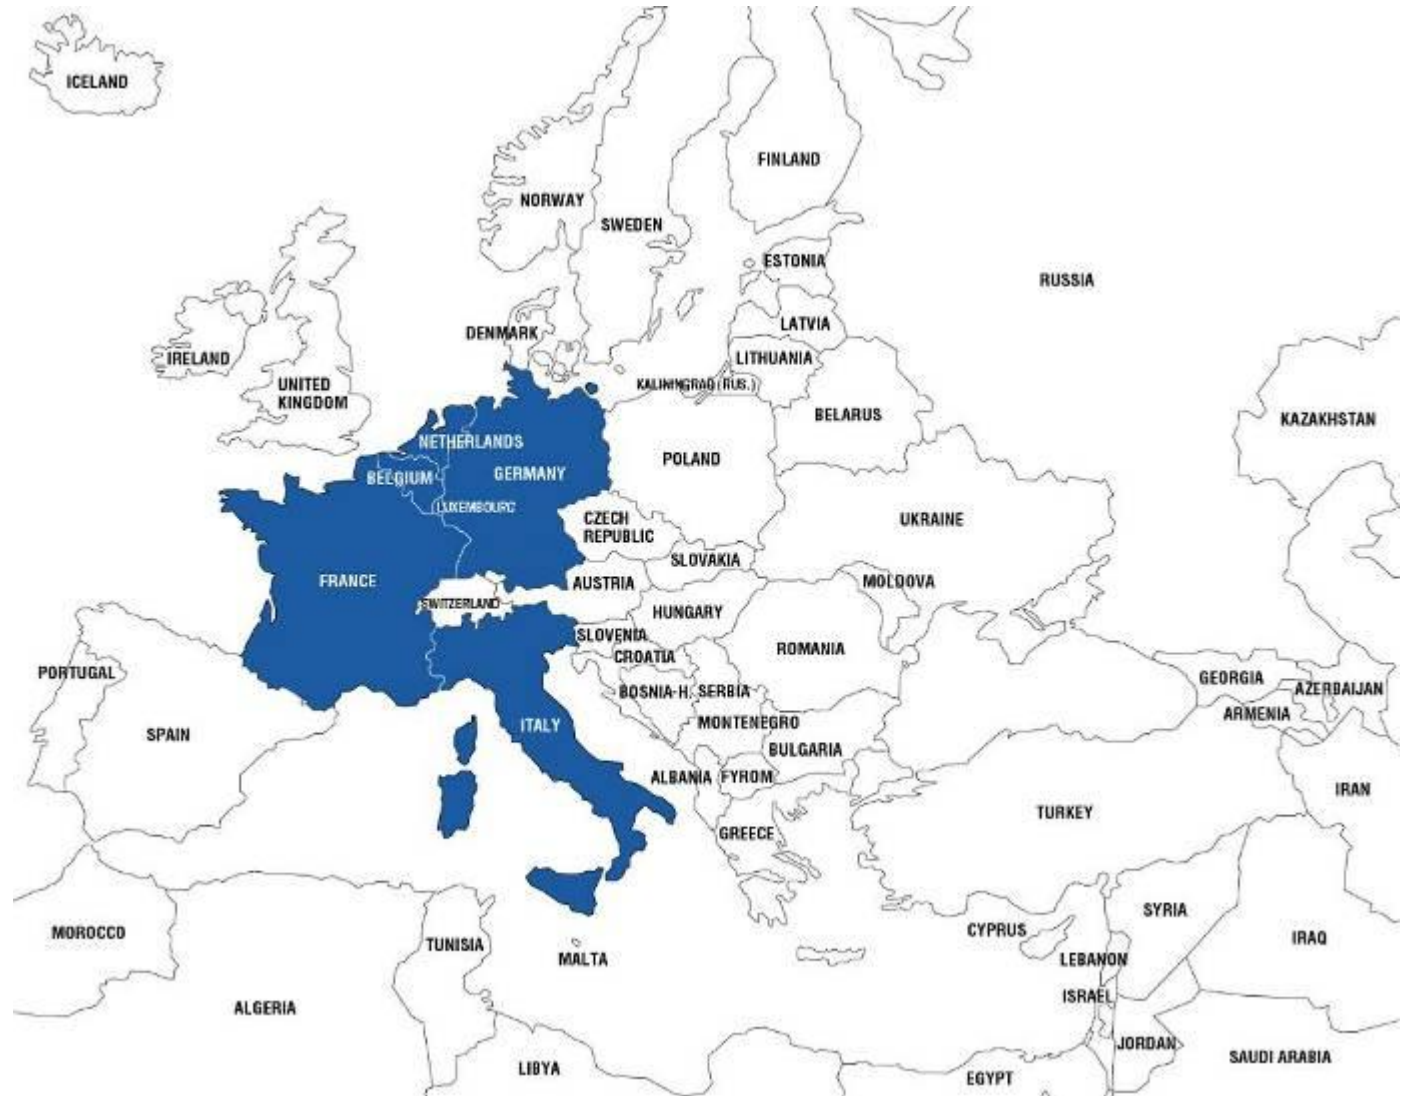 ICELAND
FINLAND
NORWAY
SWEDEN
ESTONIA
RUSSIA
LATVIA
DENMARK
IRELAND
LITHUANIA
UNITED
KINGDOM
KALININGRAD (RUS.)
BELARUS
KAZAKHSTAN
NETHERLANDS
POLAND
BELGIUM
GERMANY
LUXEMBOURG
CZECH
REPUBLIC
UKRAINE
SLOVAKIA
FRANCE
AUSTRIA
MOLDOVA
SWITZERLAND
HUNGARY
SLOVENIA
CROATIA
ROMANIA
PORTUGAL
GEORGIA
BOSNIA-H.
SERBIA
AZERBAIJAN
ARMENIA
SPAIN
ITALY
MONTENEGRO
BULGARIA
ALBANIA
FYROM
IRAN
TURKEY
GREECE
SYRIA
MOROCCO
CYPRUS
IRAQ
TUNISIA
MALTA
LEBANON
ISRAEL
ALGERIA
JORDAN
SAUDI ARABIA
LIBYA
EGYPT